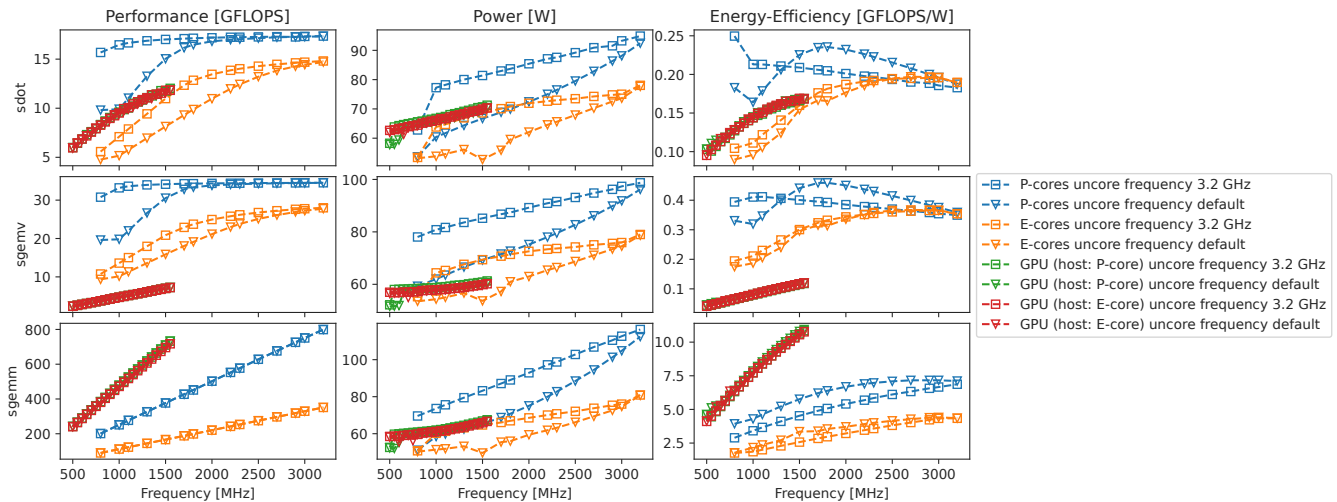 Performance [GFLOPS]
Power [W]
Energy-Efficiency [GFLOPS/W]
sdot
15
10
5
90
80
70
60
0.25
0.20
0.15
0.10
sgemv
30
20
10
100
80
60
0.4
0.3
0.2
0.1
P-cores uncore frequency 3.2 GHz
P-cores uncore frequency default
E-cores uncore frequency 3.2 GHz
E-cores uncore frequency default
GPU (host: P-core) uncore frequency 3.2 GHz
GPU (host: P-core) uncore frequency default
GPU (host: E-core) uncore frequency 3.2 GHz
GPU (host: E-core) uncore frequency default
sgemm
800
600
400
200
100
80
60
10.0
7.5
5.0
2.5
500 1000 1500 2000 2500 3000
500 1000 1500 2000 2500 3000
500 1000 1500 2000 2500 3000
Frequency [MHz]
Frequency [MHz]
Frequency [MHz]